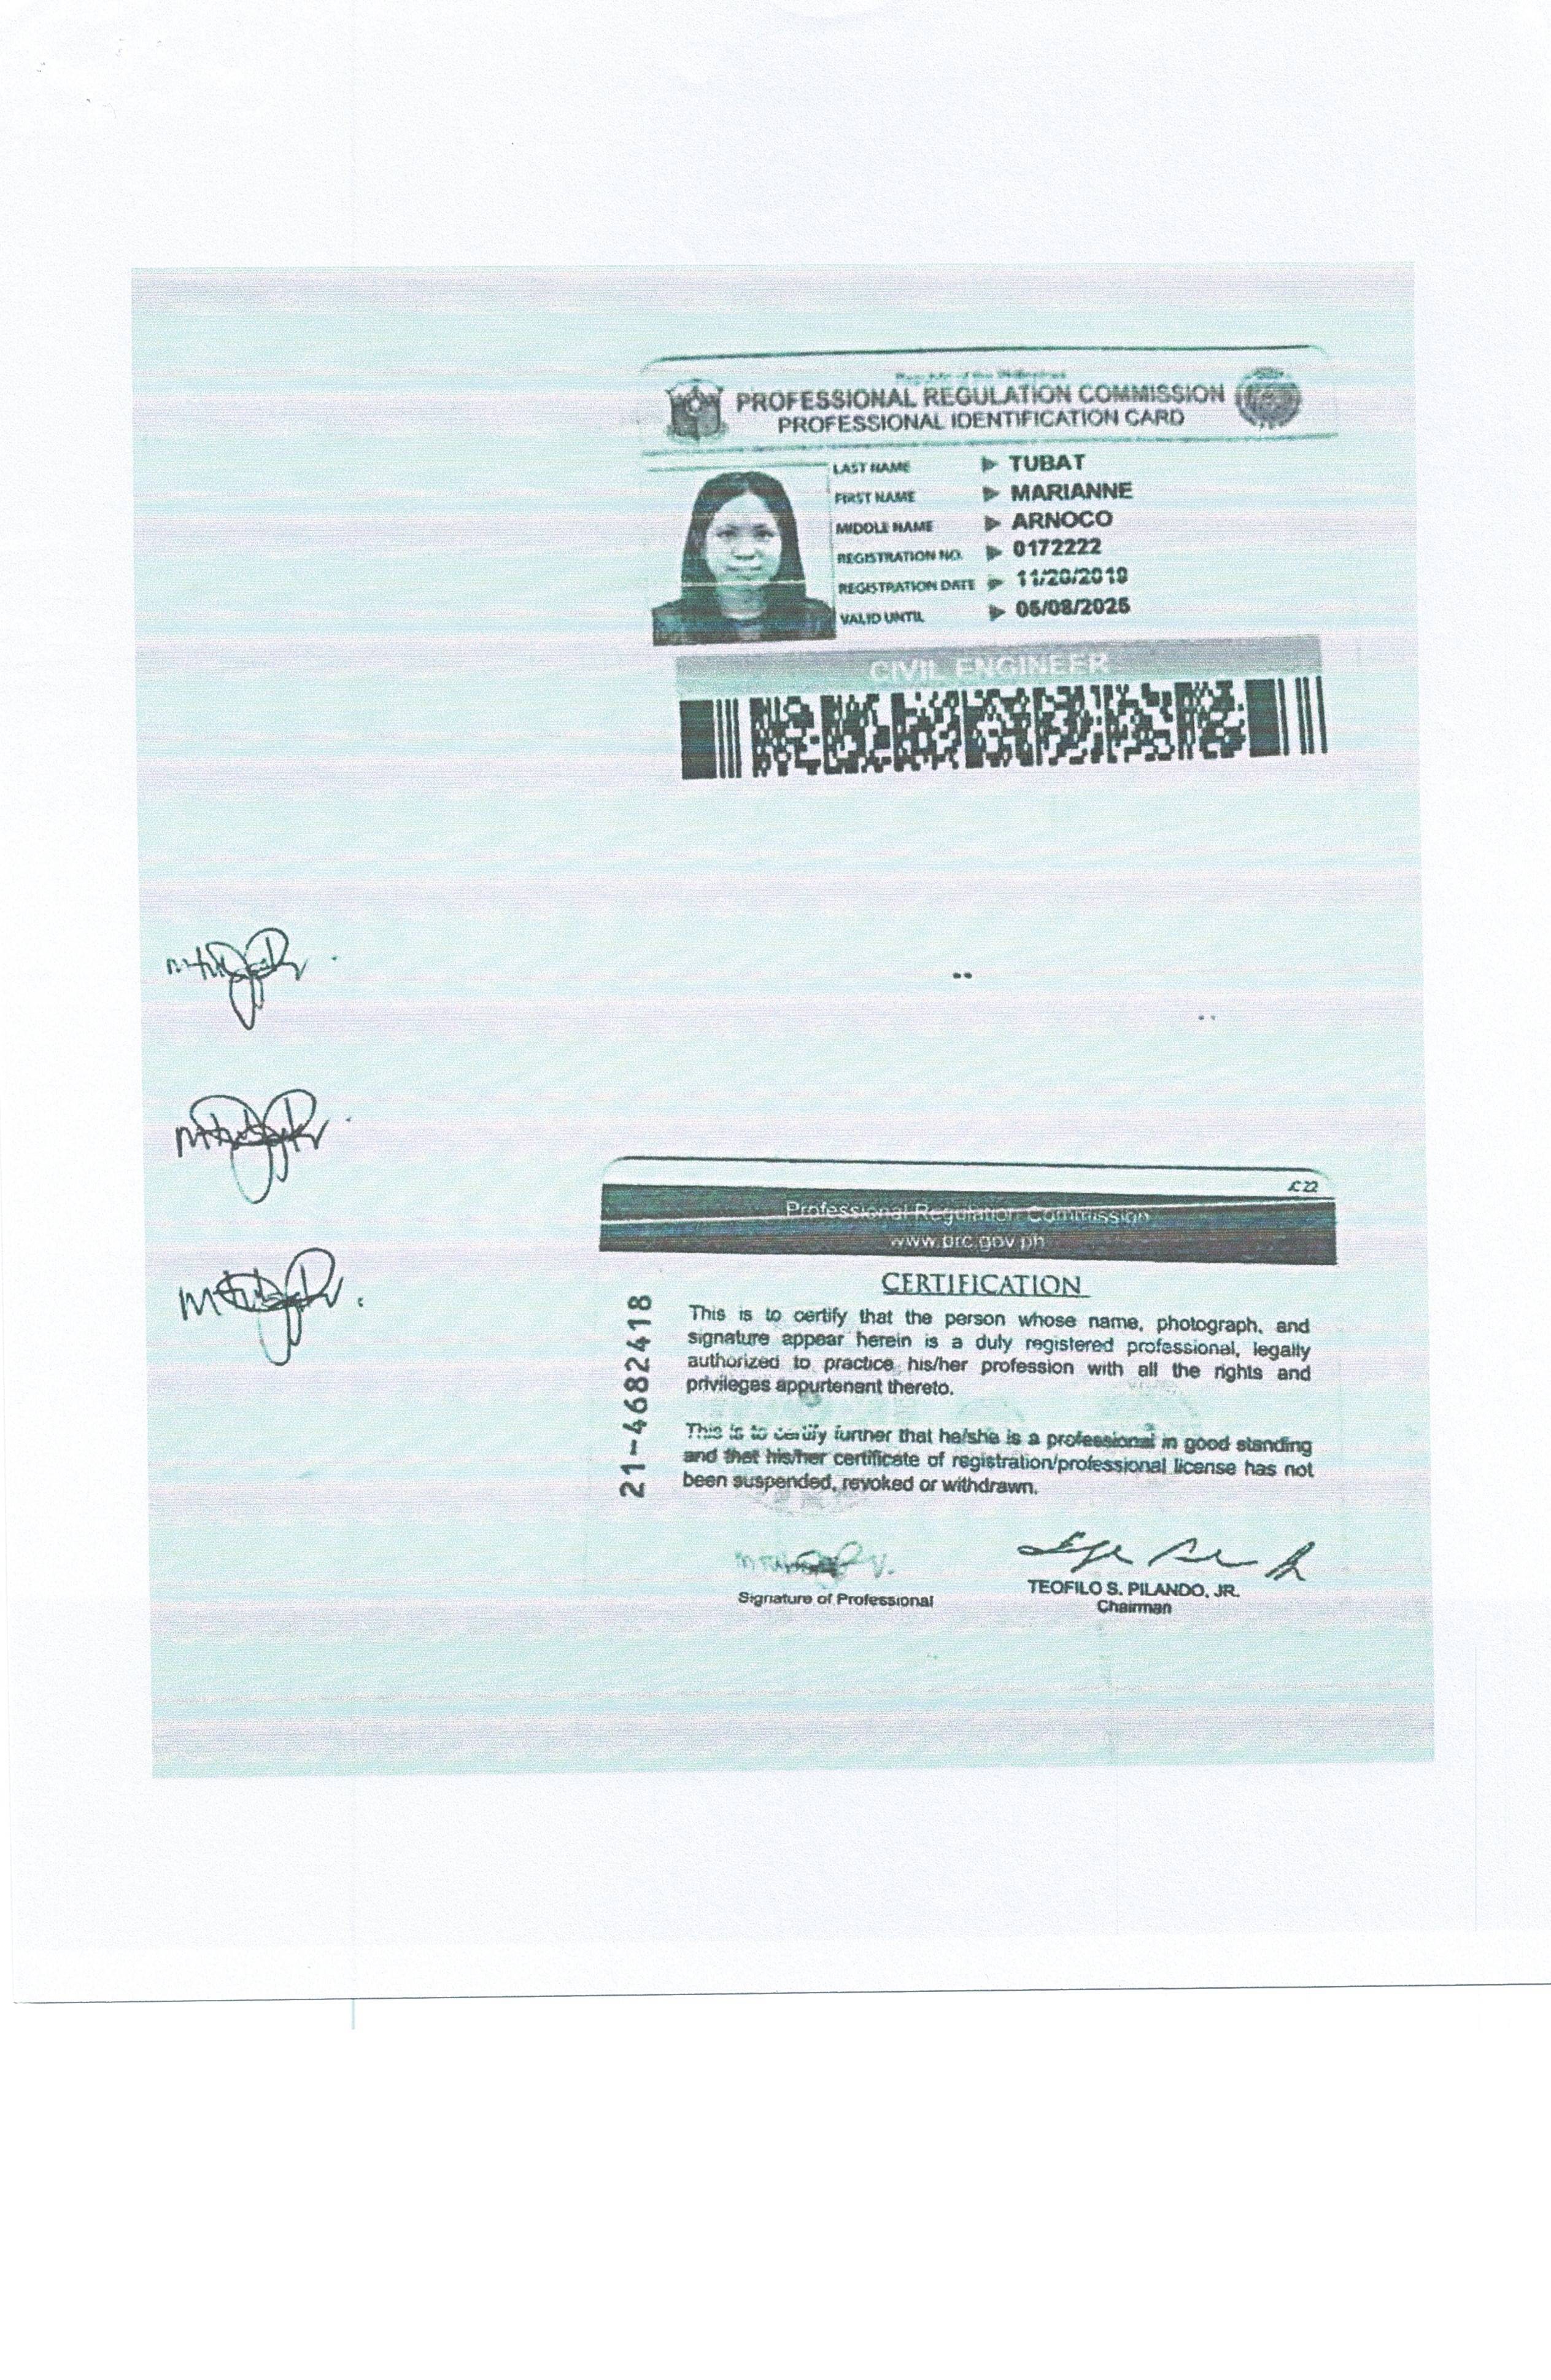 Republic of the Philippines
PROFESSIONAL REGULATION COMMISSION
PROFESSIONAL IDENTIFICATION CARD
LAST NAME TUBAT
FIRST NAME MARIANNE
MIDDLE NAME ARNOCO
REGISTRATION NO. 0172222
REGISTRATION DATE
VALID UNTIL 05/08/2025
CIVIL ENGINEER
Professional Regulation Commission
www.prc.gov.ph
CERTIFICATION
This is to certify that the person whose name, photograph, and
signature appear herein is a duly registered professional, legally
authorized to practice his/her profession with all the rights and
privileges appurtenant thereto.
This is to certify further that he/she is a professional in good standing
and that his/her certificate of registration/professional license has not
been suspended, revoked or withdrawn.
21-4682418
Signature of Professional
TEOFILO S. PILANDO, JR.
Chairman